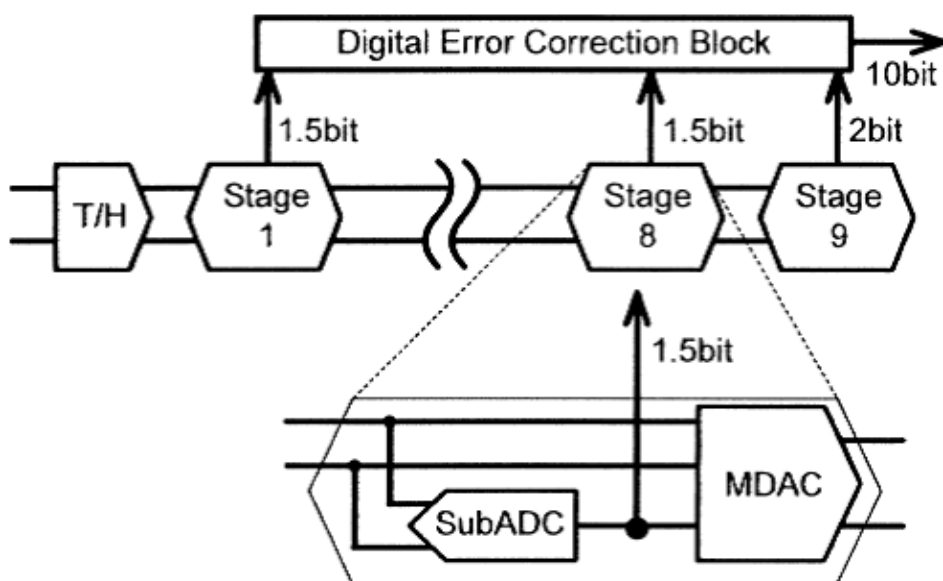 Digital Error Correction Block
10bit
1.5bit
1.5bit
2bit
T/H
Stage
1
Stage
8
Stage
9
1.5bit
MDAC
SubADC